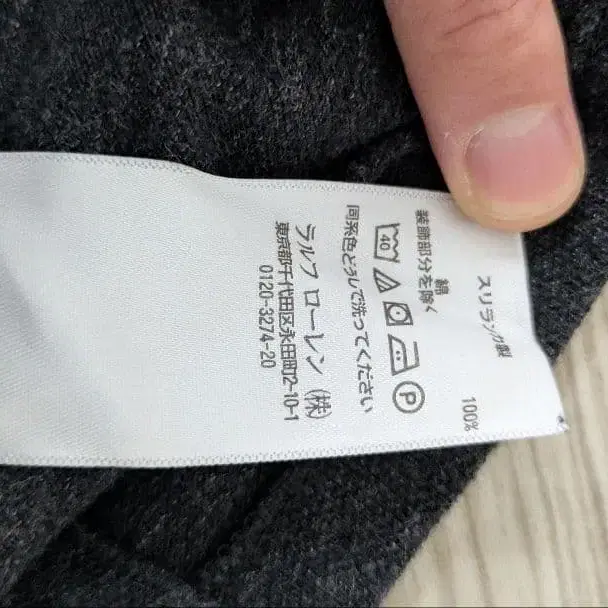 スリランカ製
綿 100%
装飾部分を除く
40 P
同系色どうしで洗ってください
ラルフ ローレン (株)
東京都千代田区永田町2-10-1
0120-3274-20